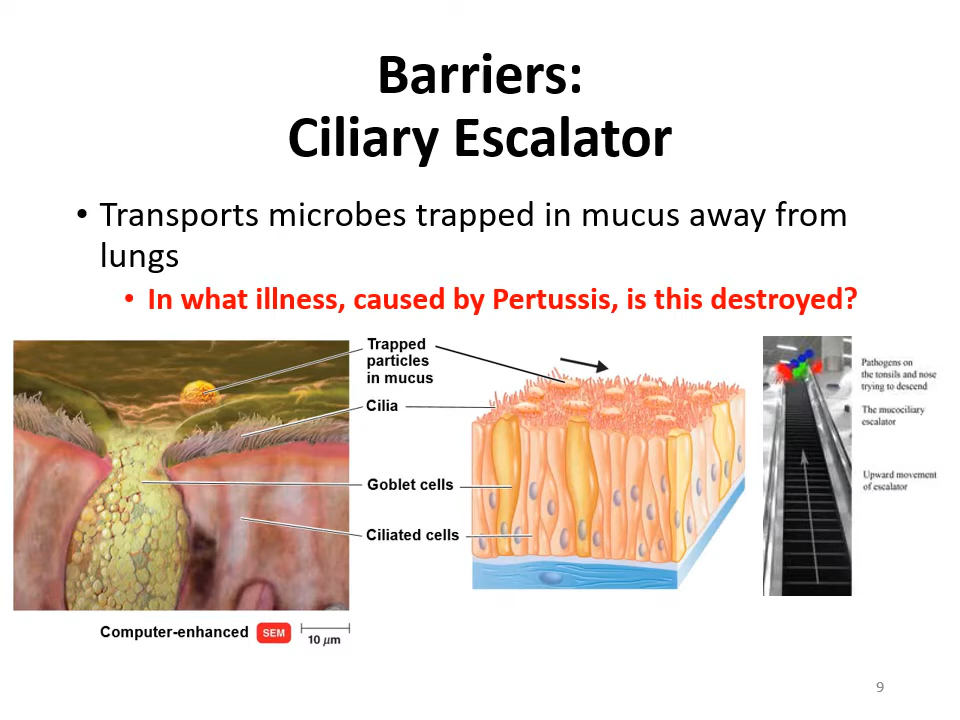 Barriers:
Ciliary Escalator
• Transports microbes trapped in mucus away from
lungs
• In what illness, caused by Pertussis, is this destroyed?
Trapped
particles
in mucus
Cilia
Goblet cells
Ciliated cells
Computer-enhanced SEM 10 µm
Pathogens on
the tonsils and nose
trying to descend
The mucociliary
escalator
Upward movement
of escalator
9